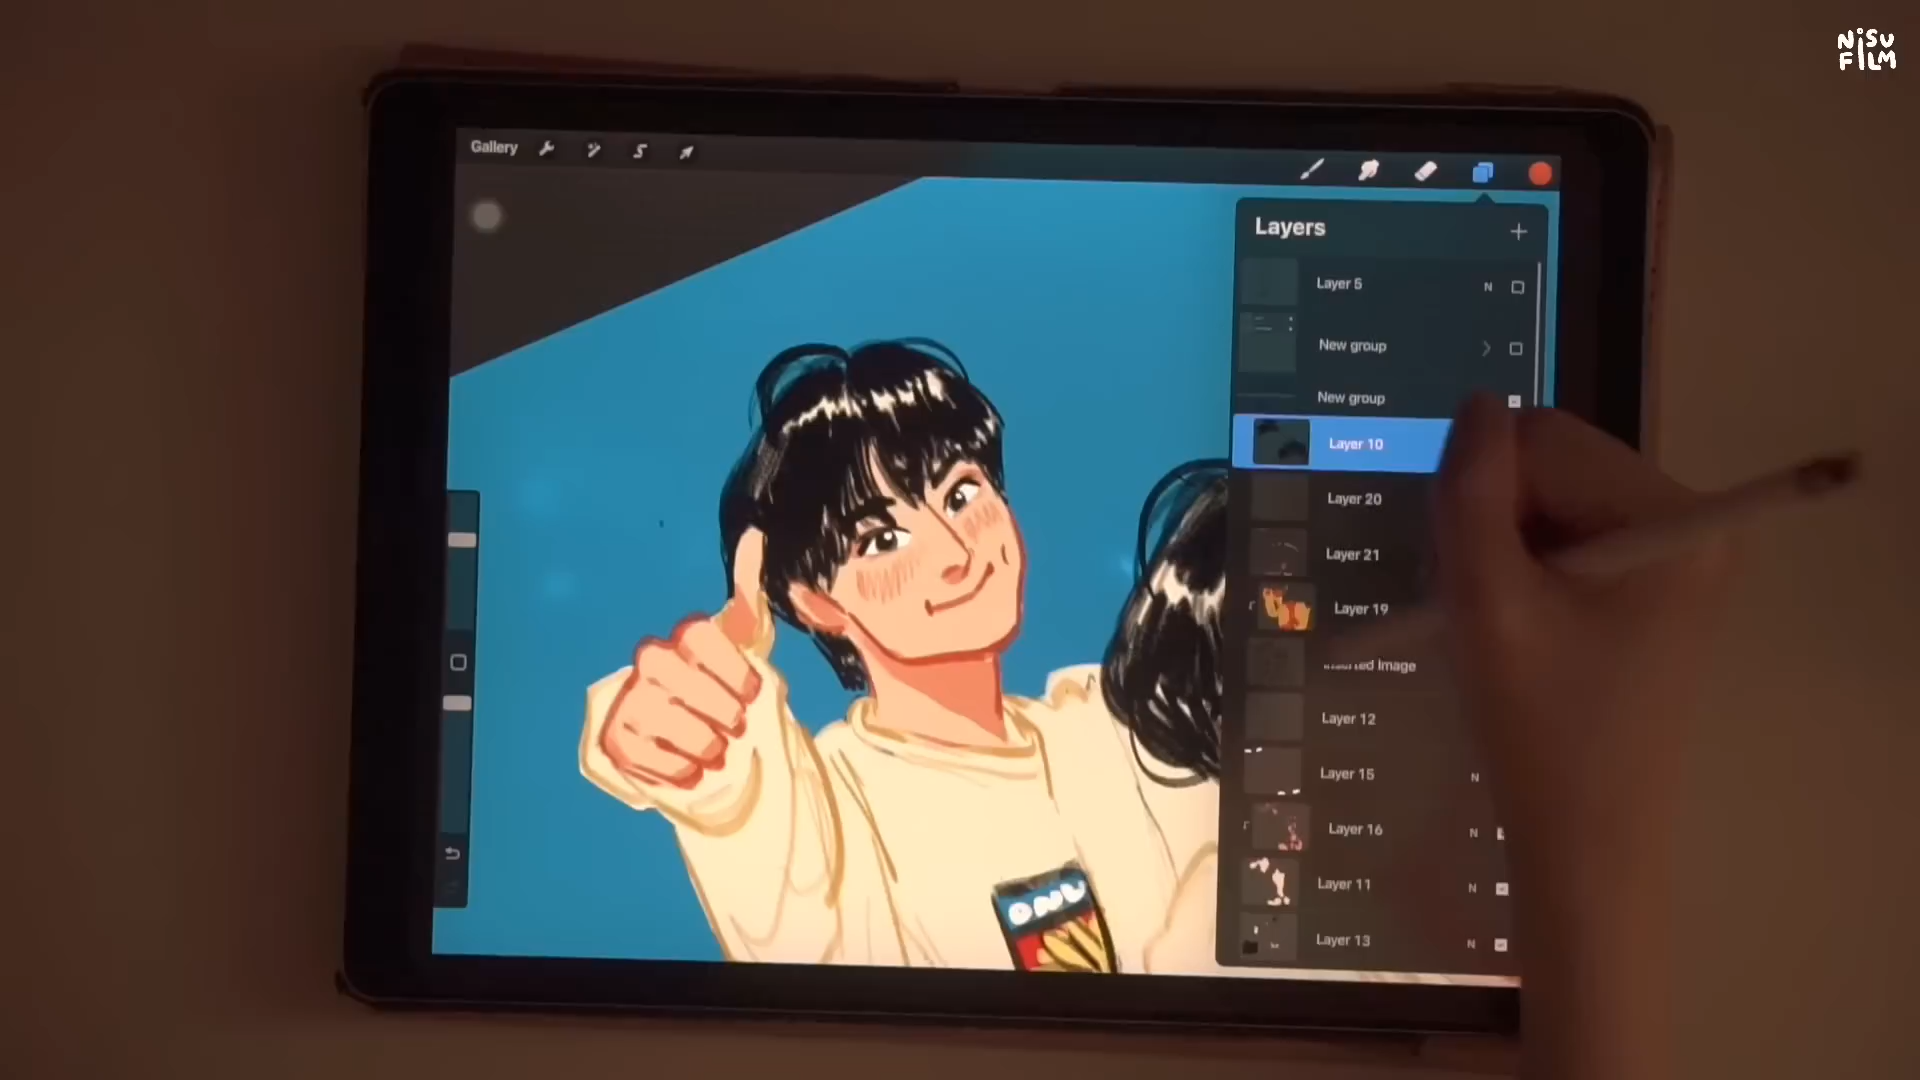 NiSU
FILM
Gallery
Layers
Layer 5
N
New group
New group
Layer 10
Layer 20
Layer 21
Layer 19
Image
Layer 12
Layer 15
N
Layer 16
N
Layer 11
N
Layer 13
N